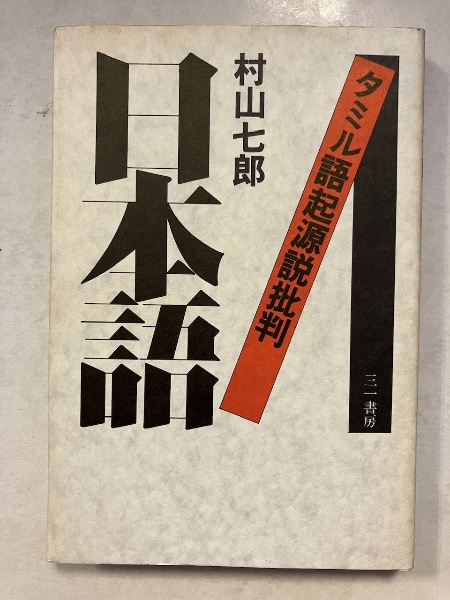 日本語
タミル語起源説批判
村山七郎
三一書房